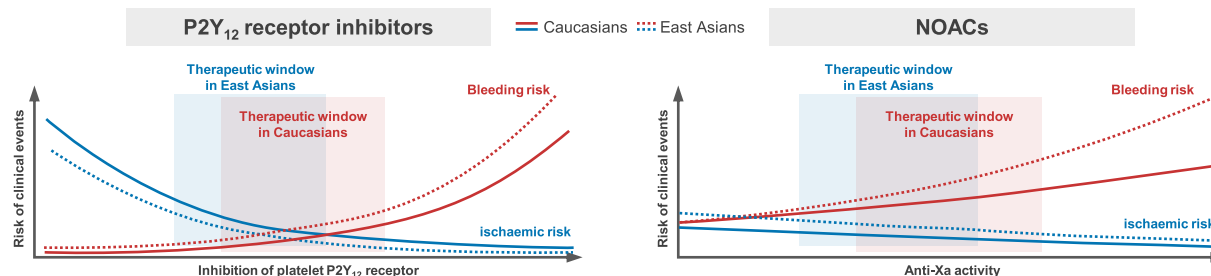 P2Y₁₂ receptor inhibitors
Caucasians
East Asians
NOACs
Therapeutic window
in East Asians
Therapeutic window
in Caucasians
Bleeding risk
ischaemic risk
Risk of clinical events
Inhibition of platelet P2Y₁₂ receptor
Therapeutic window
in East Asians
Therapeutic window
in Caucasians
Bleeding risk
ischaemic risk
Risk of clinical events
Anti-Xa activity